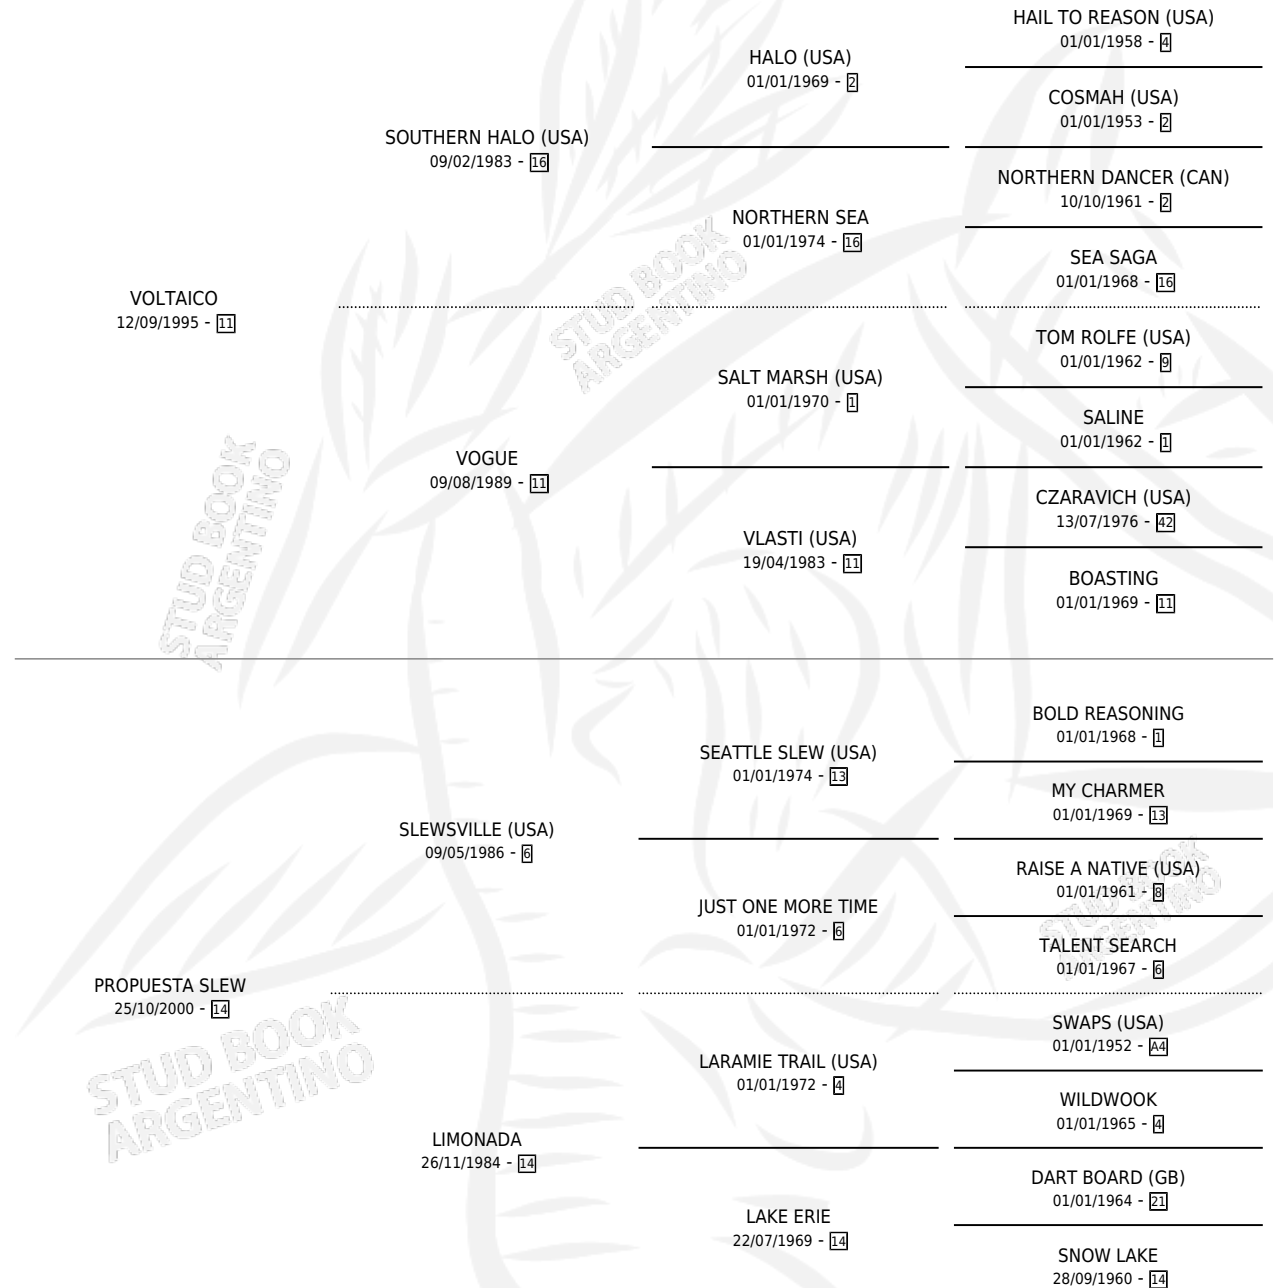 HAIL TO REASON (USA)
01/01/1958 - 4
HALO (USA)
01/01/1969 - 2
COSMAH (USA)
01/01/1953 - 2
SOUTHERN HALO (USA)
09/02/1983 - 16
NORTHERN DANCER (CAN)
10/10/1961 - 2
NORTHERN SEA
01/01/1974 - 16
SEA SAGA
01/01/1968 - 16
VOLTAICO
12/09/1995 - 11
STUD BOOK
ARGENTINO
TOM ROLFE (USA)
01/01/1962 - 9
SALT MARSH (USA)
01/01/1970 - 1
SALINE
01/01/1962 - 1
VOGUE
09/08/1989 - 11
CZARAVICH (USA)
13/07/1976 - 42
VLASTI (USA)
19/04/1983 - 11
BOASTING
01/01/1969 - 11
STUD BOOK
ARGENTINO
BOLD REASONING
01/01/1968 - 1
SEATTLE SLEW (USA)
01/01/1974 - 13
MY CHARMER
01/01/1969 - 13
SLEWSVILLE (USA)
09/05/1986 - 6
RAISE A NATIVE (USA)
01/01/1961 - 8
JUST ONE MORE TIME
01/01/1972 - 6
STUD BOOK
ARGENTINO
TALENT SEARCH
01/01/1967 - 6
PROPUESTA SLEW
25/10/2000 - 14
STUD BOOK
ARGENTINO
SWAPS (USA)
01/01/1952 - A4
LARAMIE TRAIL (USA)
01/01/1972 - 4
WILDWOOK
01/01/1965 - 4
LIMONADA
26/11/1984 - 14
DART BOARD (GB)
01/01/1964 - 21
LAKE ERIE
22/07/1969 - 14
SNOW LAKE
28/09/1960 - 14